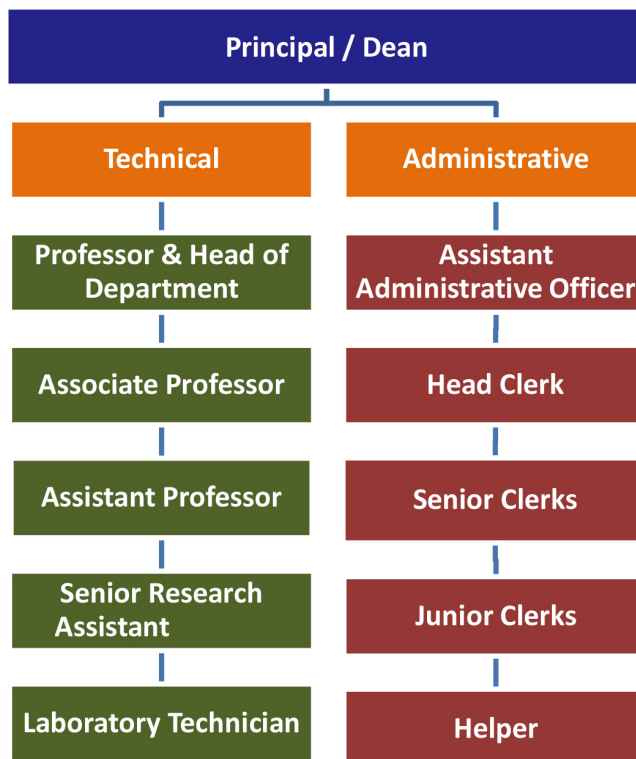 Principal / Dean
Technical
Administrative
Professor & Head of
Department
Assistant
Administrative Officer
Associate Professor
Head Clerk
Assistant Professor
Senior Clerks
Senior Research
Assistant
Junior Clerks
Laboratory Technician
Helper